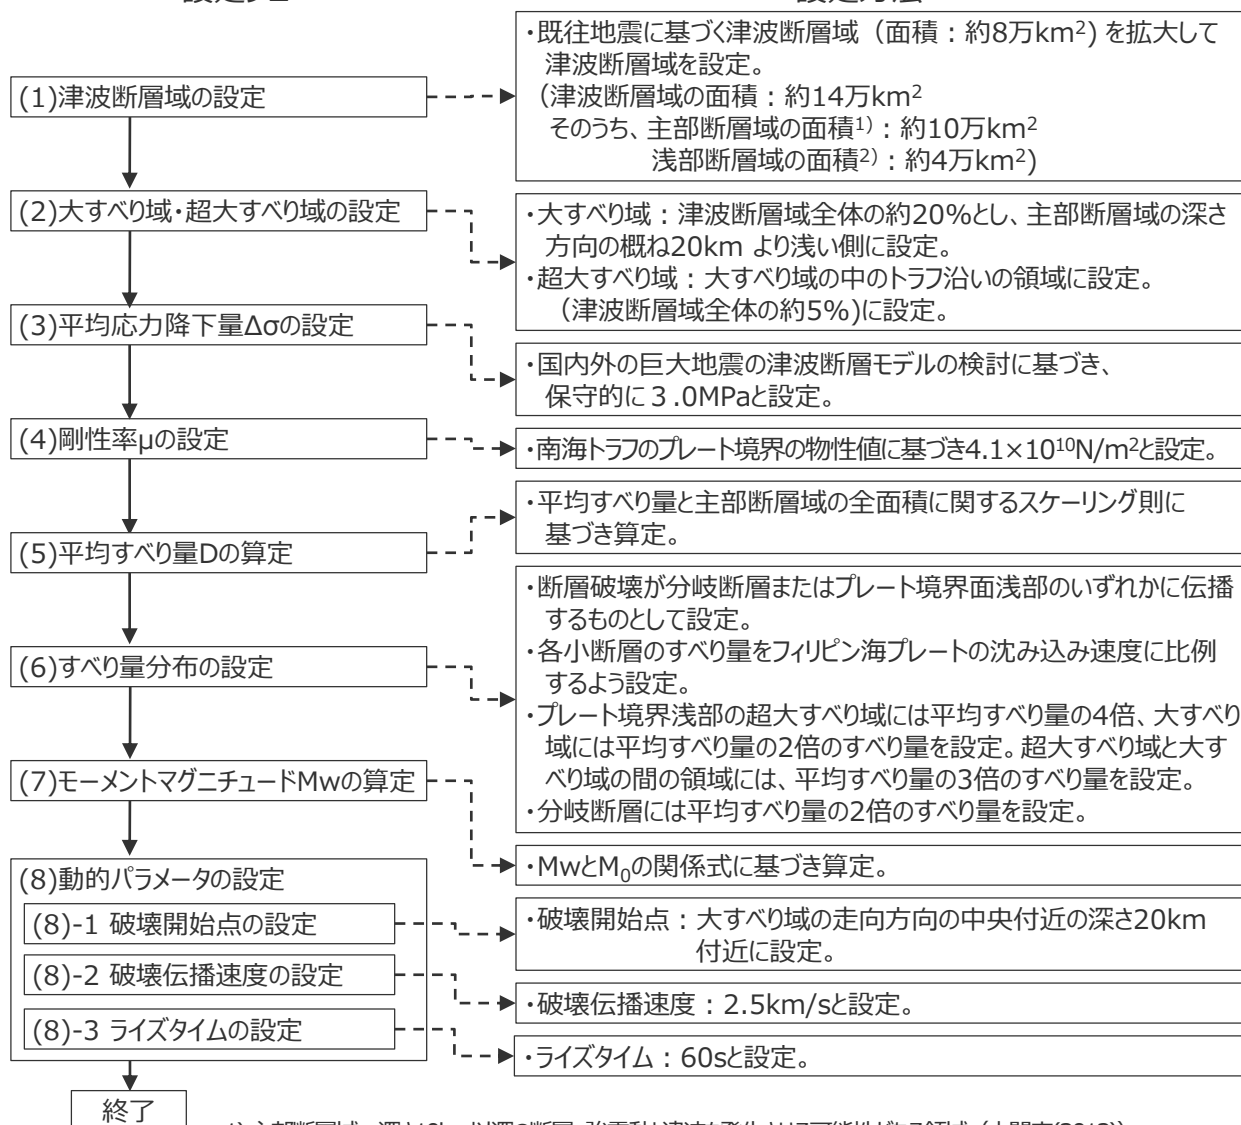 (1)津波断層域の設定
・既往地震に基づく津波断層域（面積：約8万km2) を拡大して
津波断層域を設定。
（津波断層域の面積：約14万km2
そのうち、主部断層域の面積1)：約10万km2
浅部断層域の面積2)：約4万km2)
(2)大すべり域・超大すべり域の設定
・大すべり域：津波断層域全体の約20%とし、主部断層域の深さ
方向の概ね20km より浅い側に設定。
・超大すべり域：大すべり域の中のトラフ沿いの領域に設定。
（津波断層域全体の約5%)に設定。
(3)平均応力降下量Δσの設定
・国内外の巨大地震の津波断層モデルの検討に基づき、
保守的に３.0MPaと設定。
(4)剛性率μの設定
・南海トラフのプレート境界の物性値に基づき4.1×1010N/m2と設定。
(5)平均すべり量Dの算定
・平均すべり量と主部断層域の全面積に関するスケーリング則に
基づき算定。
(6)すべり量分布の設定
・断層破壊が分岐断層またはプレート境界面浅部のいずれかに伝播
するものとして設定。
・各小断層のすべり量をフィリピン海プレートの沈み込み速度に比例
するよう設定。
・プレート境界浅部の超大すべり域には平均すべり量の4倍、大すべり
域には平均すべり量の2倍のすべり量を設定。超大すべり域と大す
べり域の間の領域には、平均すべり量の3倍のすべり量を設定。
・分岐断層には平均すべり量の2倍のすべり量を設定。
(7)モーメントマグニチュードMwの算定
・MwとM0の関係式に基づき算定。
(8)動的パラメータの設定
(8)-1 破壊開始点の設定
・破壊開始点：大すべり域の走向方向の中央付近の深さ20km
付近に設定。
(8)-2 破壊伝播速度の設定
・破壊伝播速度：2.5km/sと設定。
(8)-3 ライズタイムの設定
・ライズタイム：60sと設定。
終了